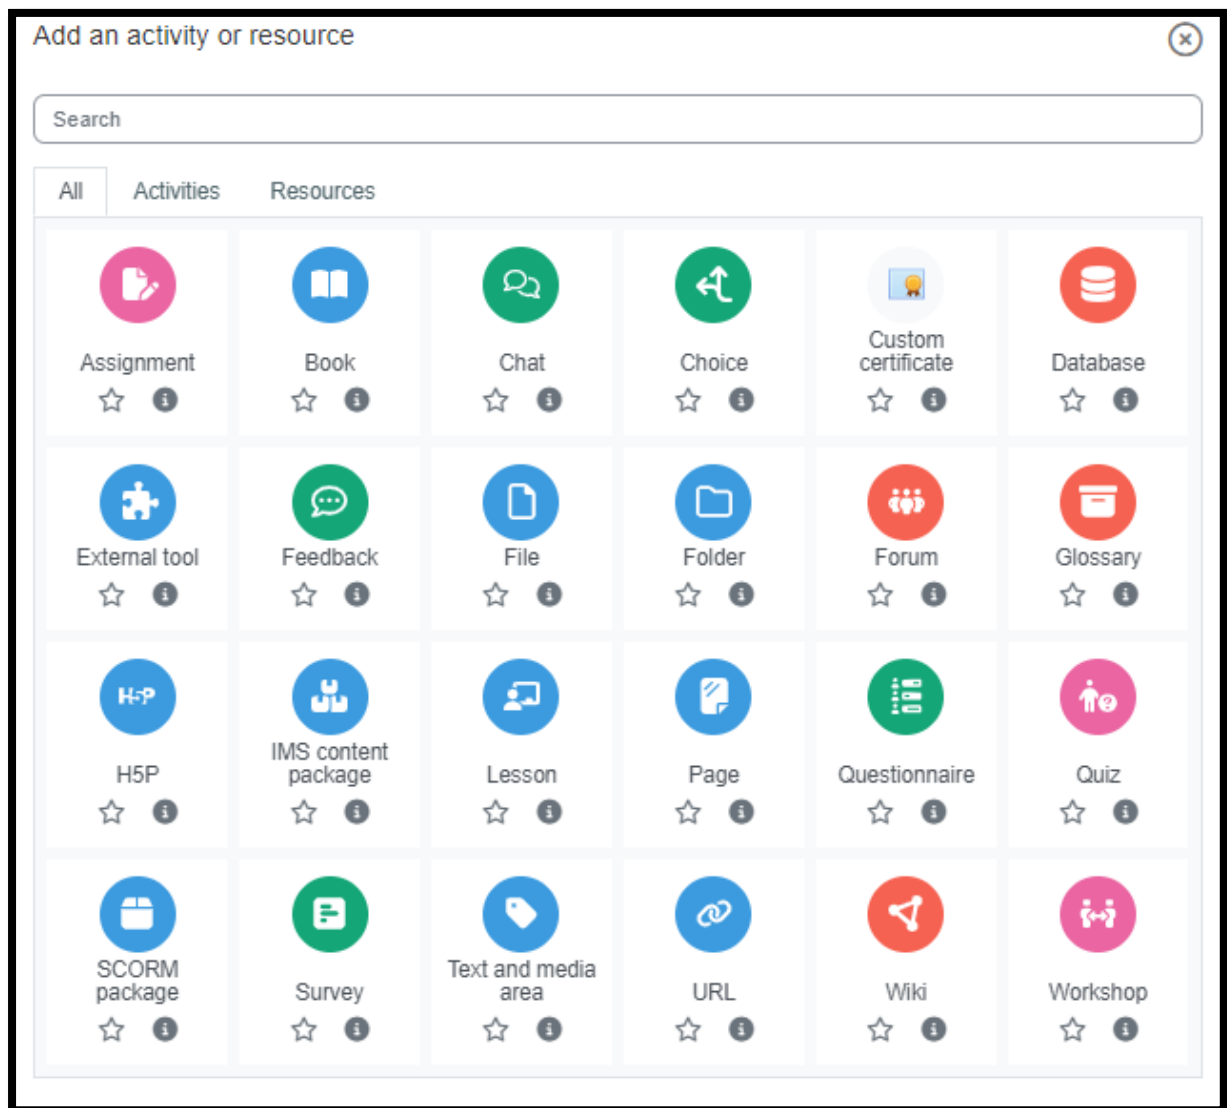 Add an activity or resource
Search
All Activities Resources
Assignment Book Chat Choice Custom certificate Database
External tool Feedback File Folder Forum Glossary
H5P
H5P IMS content package Lesson Page Questionnaire Quiz
SCORM package Survey Text and media area URL Wiki Workshop